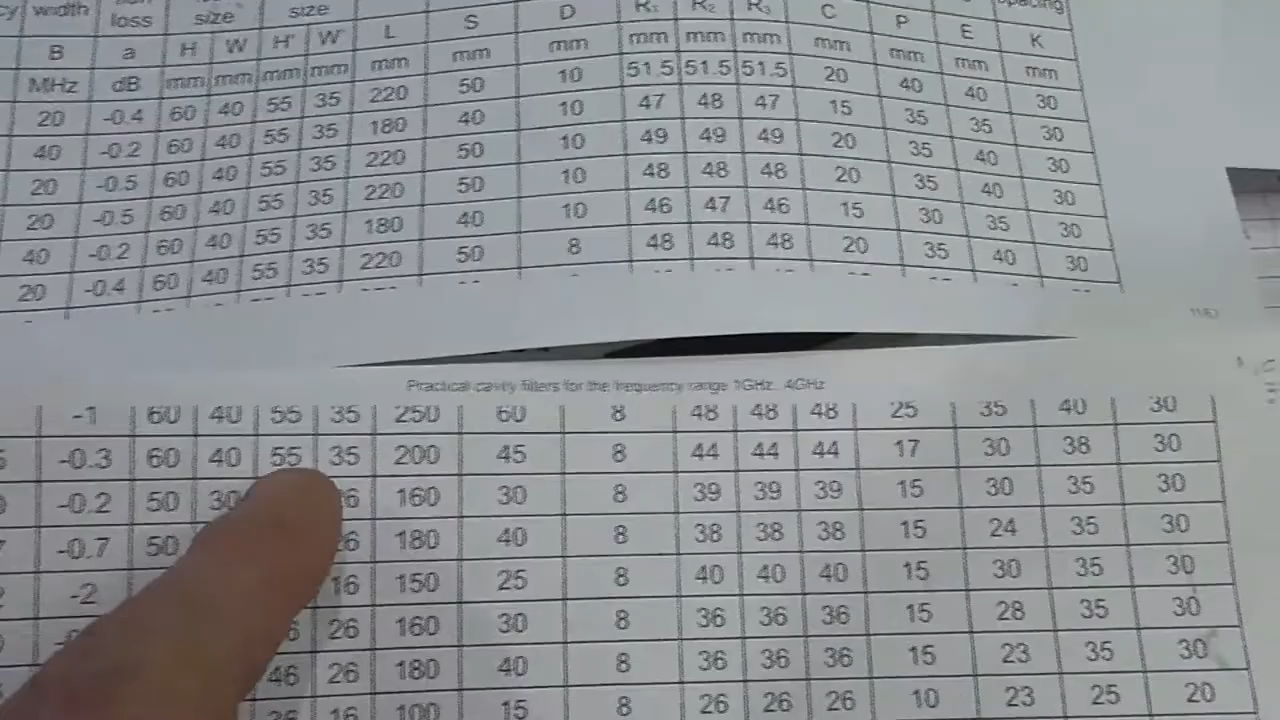 width loss size size R₁ R₂ R₃ spacing
B a H W H' W' L S D mm mm mm C P E K
MHz dB mm mm mm mm mm mm mm mm mm mm mm
20 -0.4 60 40 55 35 220 50 10 51.5 51.5 51.5 20 40 40 30
40 -0.2 60 40 55 35 180 40 10 47 48 47 15 35 35 30
20 -0.5 60 40 55 35 220 50 10 49 49 49 20 35 40 30
20 -0.5 60 40 55 35 220 50 10 48 48 48 20 35 40 30
40 -0.2 60 40 55 35 180 40 10 46 47 46 15 30 35 30
20 -0.4 60 40 55 35 220 50 8 48 48 48 20 35 40 30
Practical cavity filters for the frequency range 1GHz...4GHz
-1 60 40 55 35 250 60 8 48 48 48 25 35 40 30
-0.3 60 40 55 35 200 45 8 44 44 44 17 30 38 30
-0.2 50 30 160 30 8 39 39 39 15 30 35 30
-0.7 50 180 40 8 38 38 38 15 24 35 30
-2 16 150 25 8 40 40 40 15 30 35 30
26 160 30 8 36 36 36 15 28 35 30
46 26 180 40 8 36 36 36 15 23 35 30
16 100 15 8 26 26 26 10 23 25 20